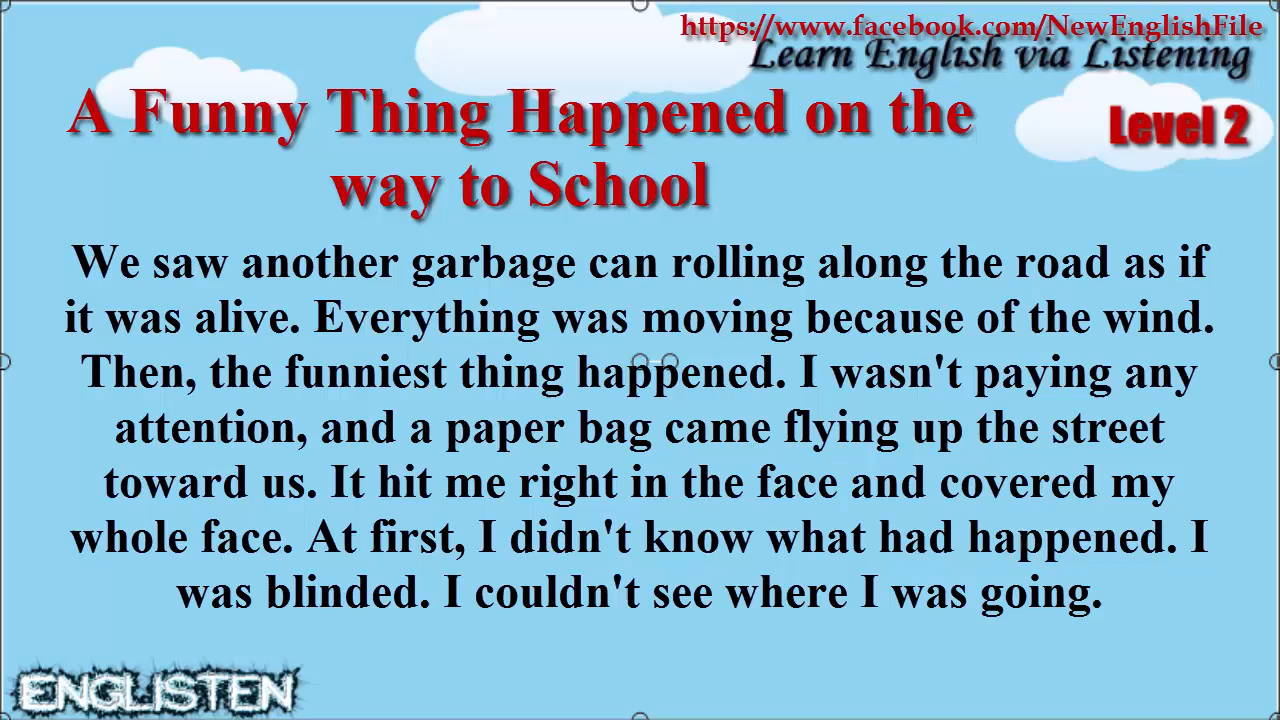 https://www.facebook.com/NewEnglishFile
Learn English via Listening
A Funny Thing Happened on the
Level 2
way to School
We saw another garbage can rolling along the road as if
it was alive. Everything was moving because of the wind.
Then, the funniest thing happened. I wasn't paying any
attention, and a paper bag came flying up the street
toward us. It hit me right in the face and covered my
whole face. At first, I didn't know what had happened. I
was blinded. I couldn't see where I was going.
ENGLISTEN